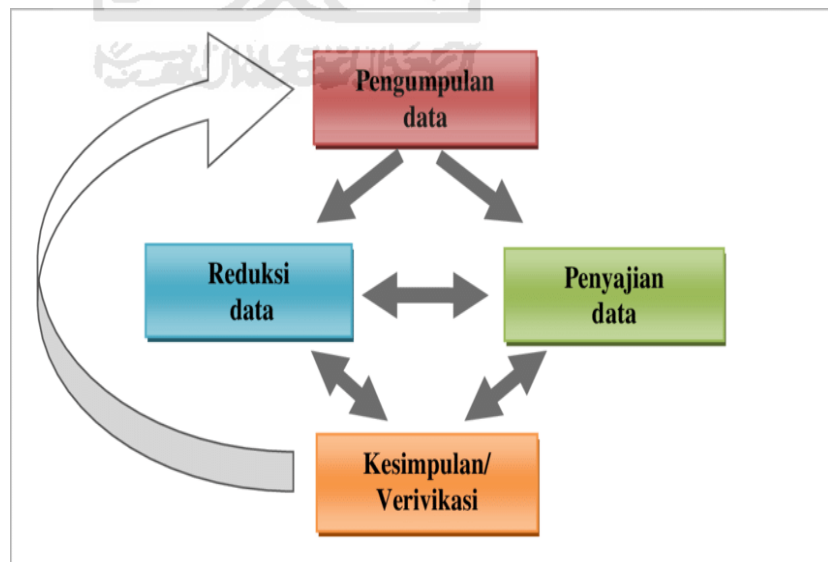 Pengumpulan
data
Reduksi
data
Penyajian
data
Kesimpulan/
Verivikasi